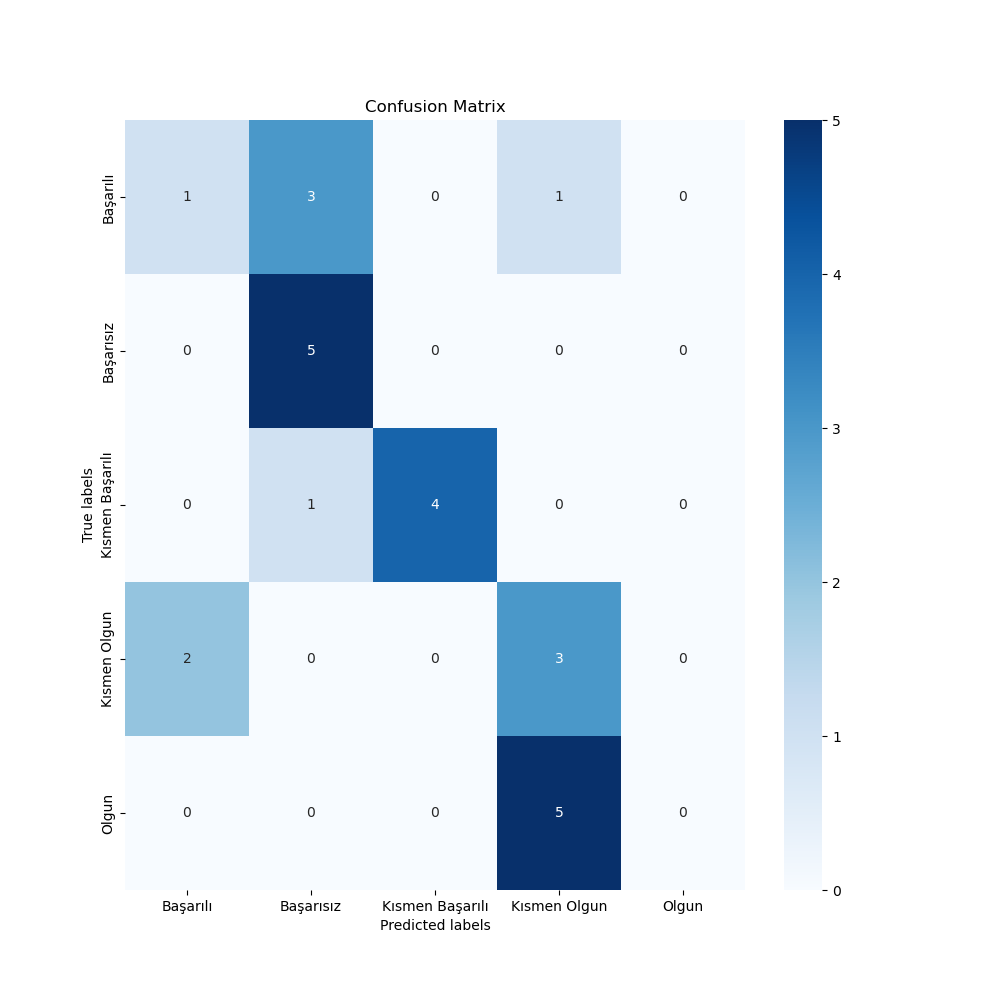 Confusion Matrix
Başarılı
1 3 0 1 0
Başarısız
0 5 0 0 0
True labels
Kısmen Başarılı
0 1 4 0 0
Kısmen Olgun
2 0 0 3 0
Olgun
0 0 0 5 0
Başarılı Başarısız Kısmen Başarılı Kısmen Olgun Olgun
Predicted labels
5
4
3
2
1
0